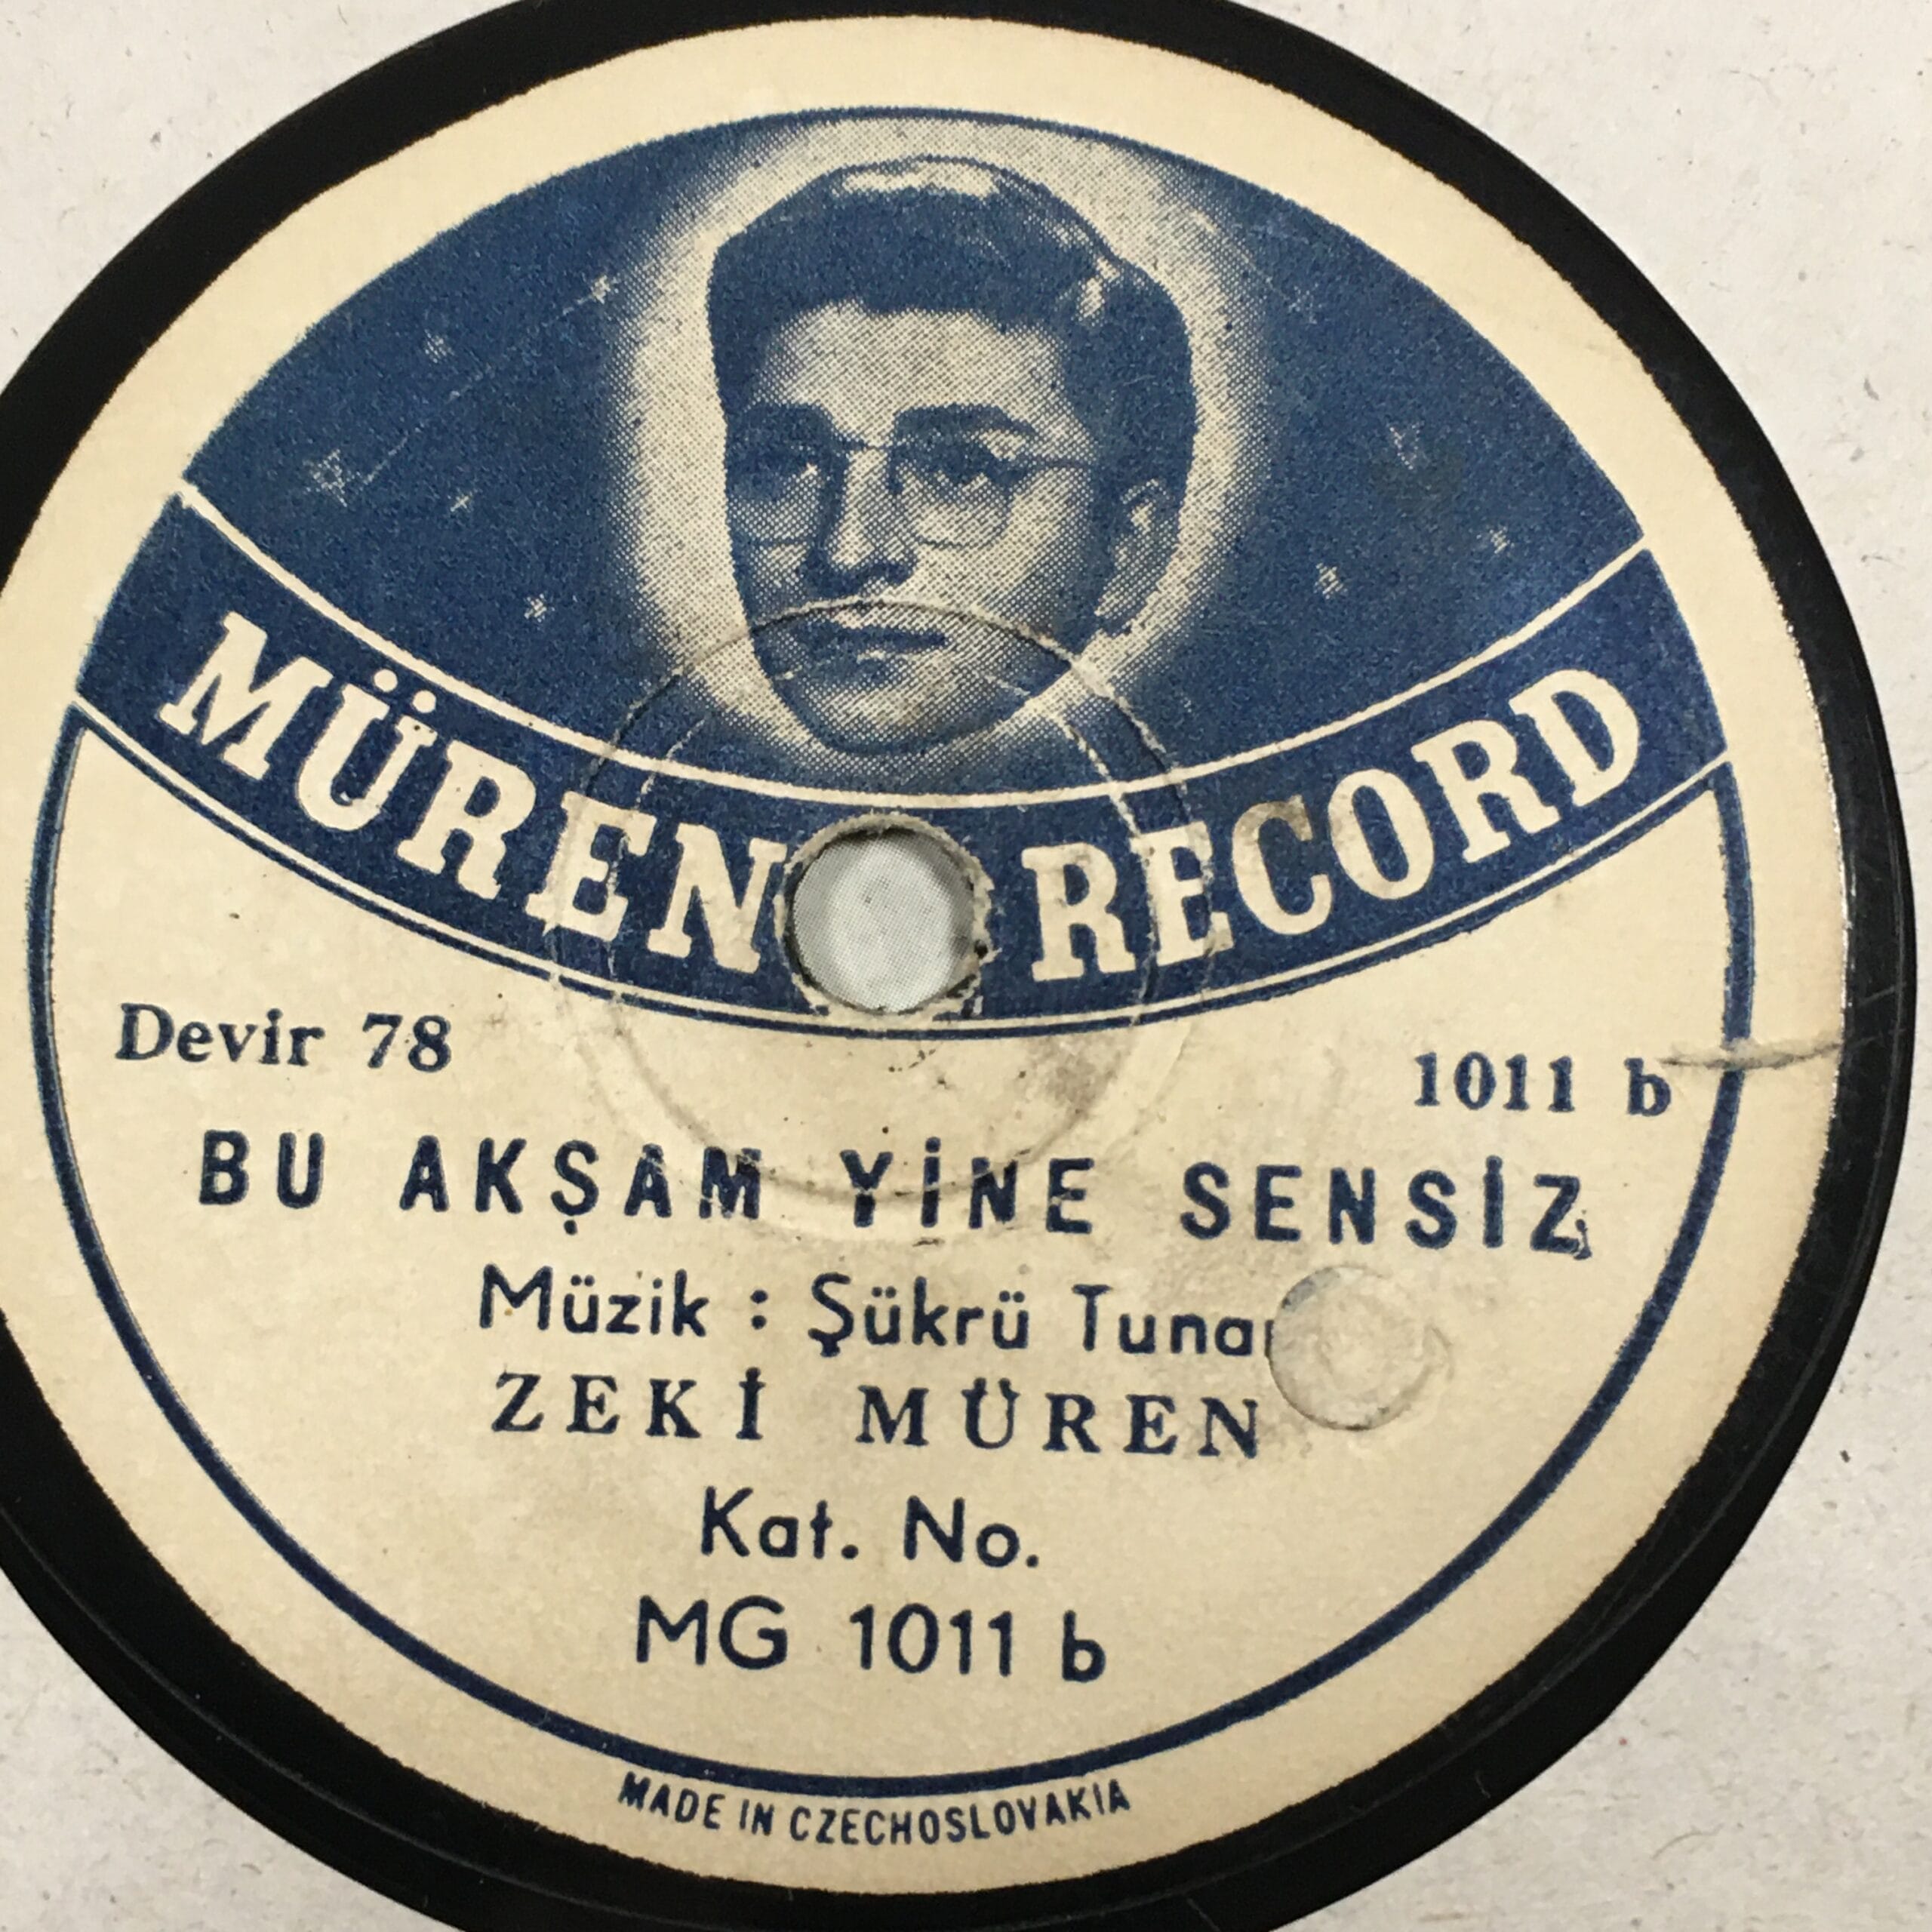 MÜREN RECORD
Devir 78
1011 b
BU AKŞAM YİNE SENSİZ
Müzik : Şükrü Tunar
ZEKİ MÜREN
Kat. No.
MG 1011 b
MADE IN CZECHOSLOVAKIA